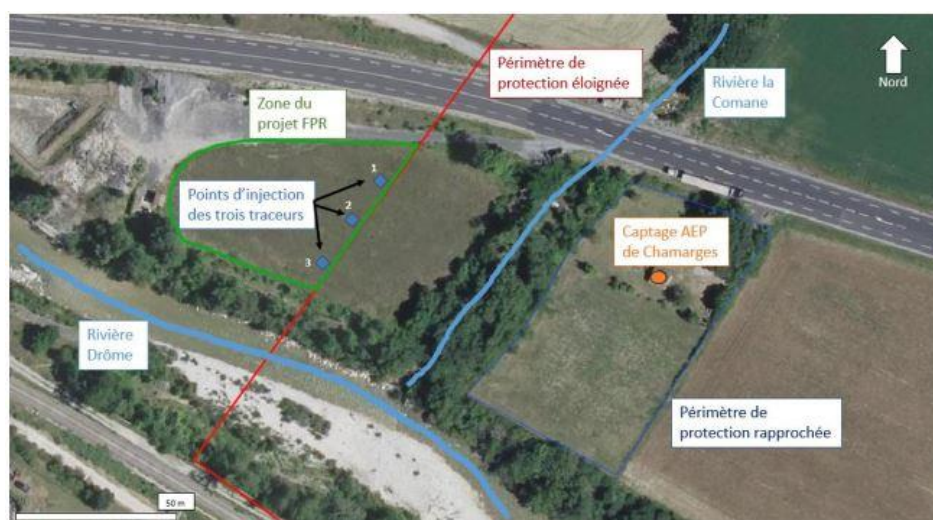 Périmètre de
protection éloignée
Rivière la
Comane
Nord
Zone du
projet FPR
Points d'injection
des trois traceurs
1
2
3
Captage AEP
de Chamarges
Rivière
Drôme
Périmètre de
protection rapprochée
50 m